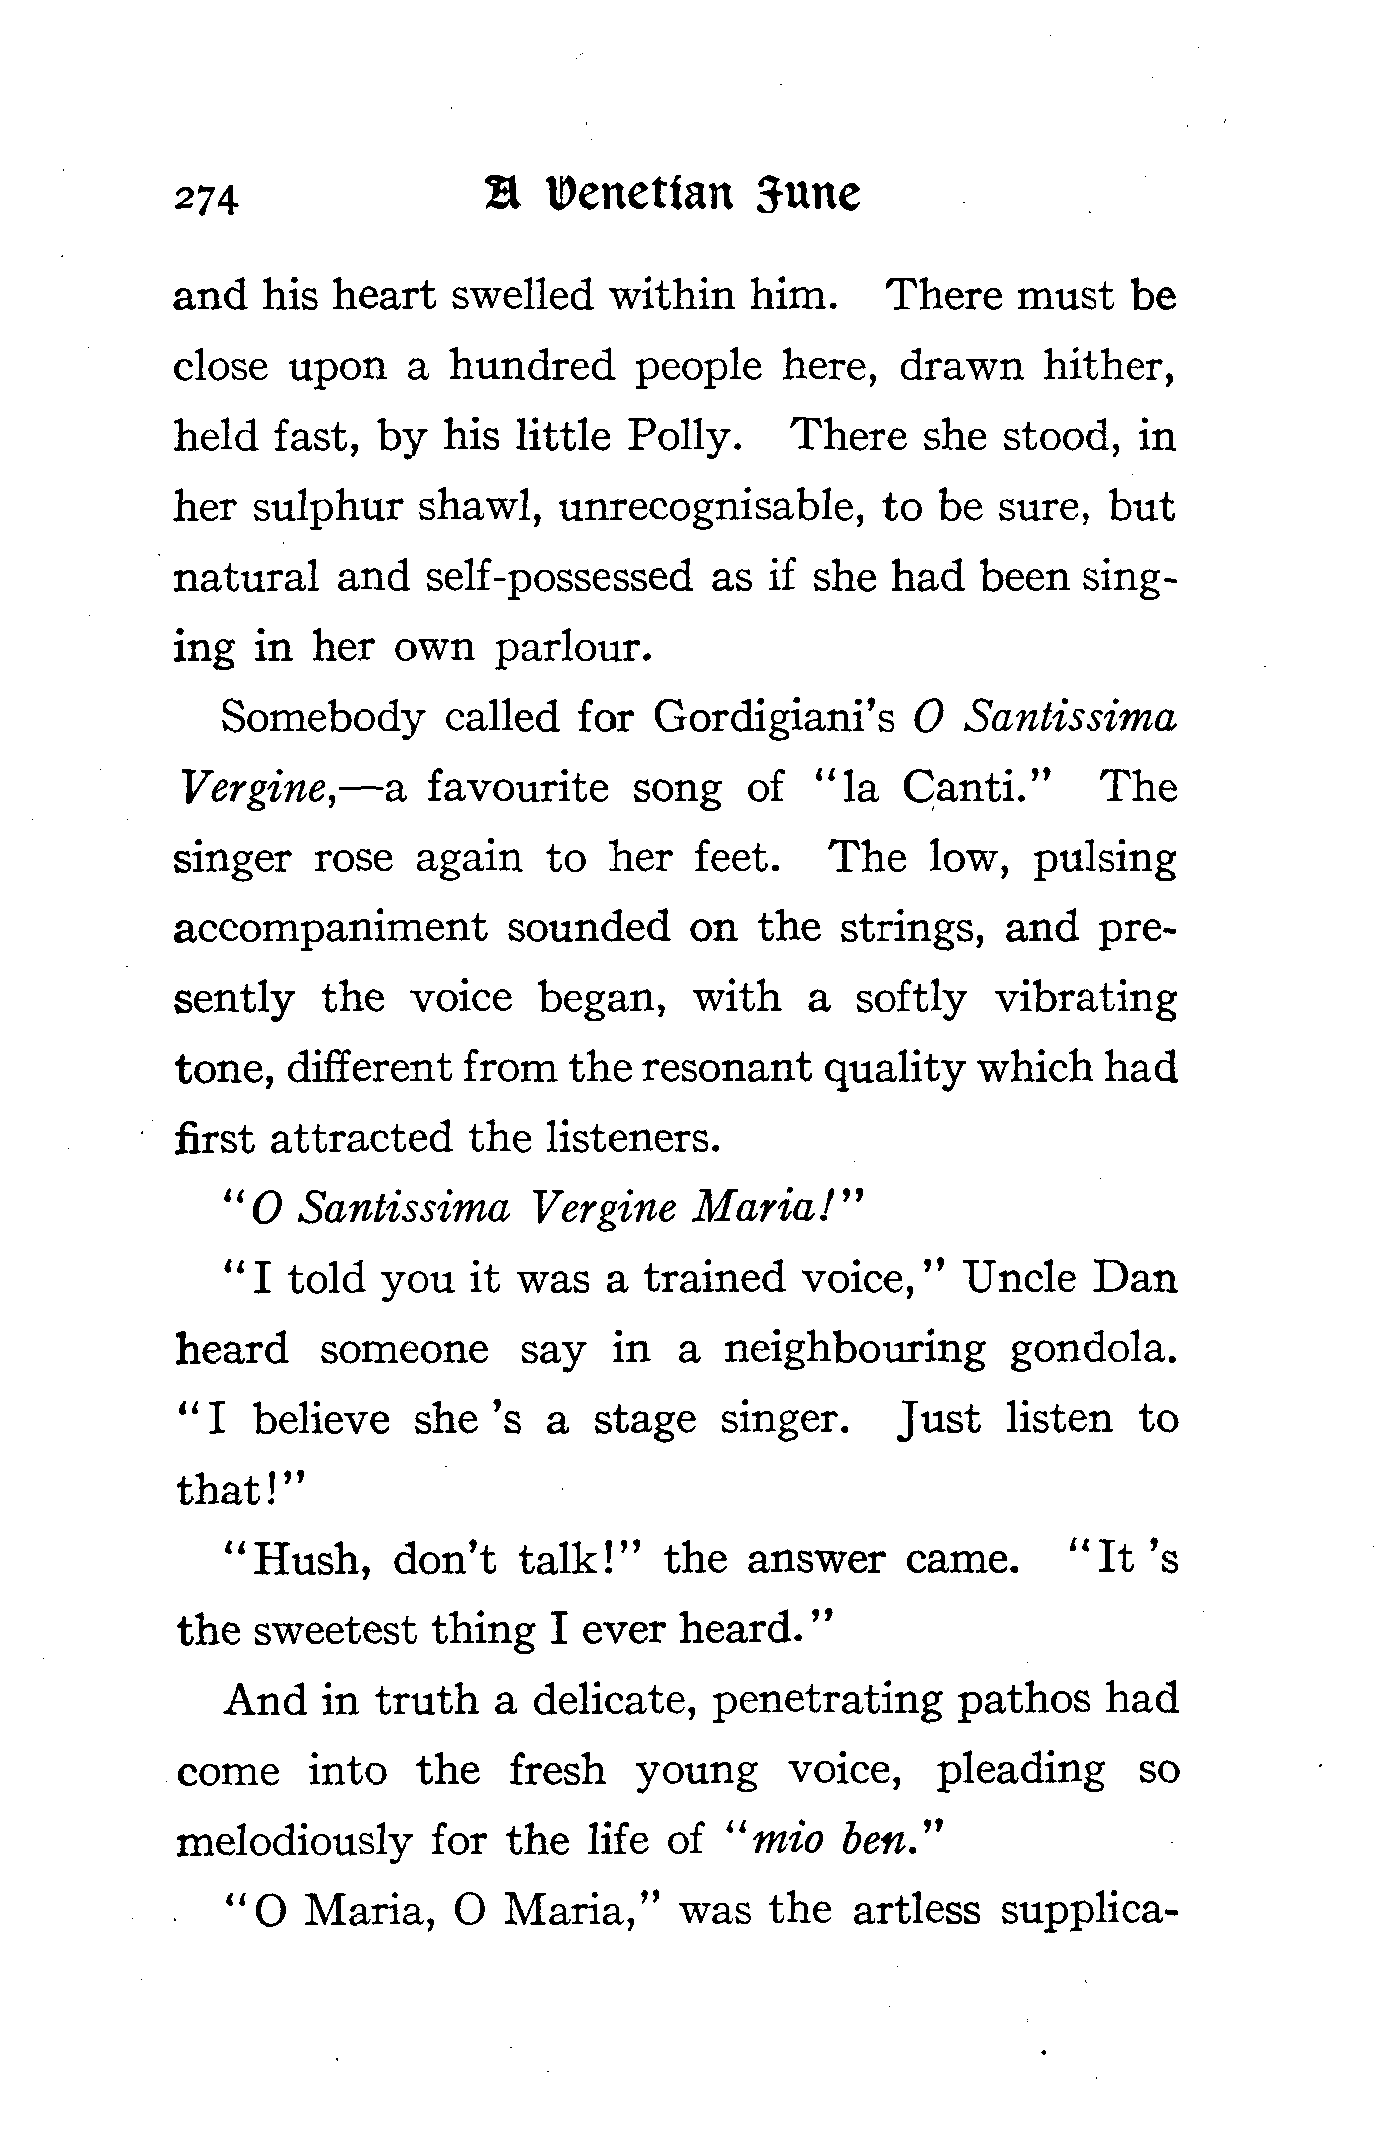 274 A Venetian June
and his heart swelled within him. There must be
close upon a hundred people here, drawn hither,
held fast, by his little Polly. There she stood, in
her sulphur shawl, unrecognisable, to be sure, but
natural and self-possessed as if she had been sing-
ing in her own parlour.
Somebody called for Gordigiani's O Santissima
Vergine,—a favourite song of "la Canti." The
singer rose again to her feet. The low, pulsing
accompaniment sounded on the strings, and pre-
sently the voice began, with a softly vibrating
tone, different from the resonant quality which had
first attracted the listeners.
"O Santissima Vergine Maria!"
"I told you it was a trained voice," Uncle Dan
heard someone say in a neighbouring gondola.
"I believe she 's a stage singer. Just listen to
that!"
"Hush, don't talk!" the answer came. "It 's
the sweetest thing I ever heard."
And in truth a delicate, penetrating pathos had
come into the fresh young voice, pleading so
melodiously for the life of "mio ben."
"O Maria, O Maria," was the artless supplica-